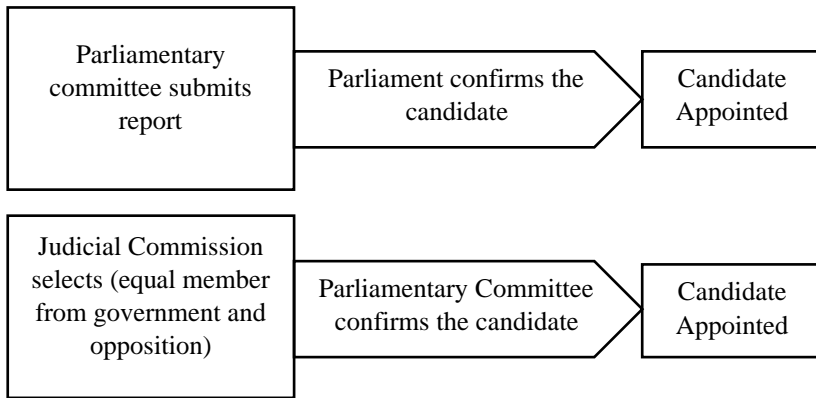 Parliamentary
committee submits
report
Parliament confirms the
candidate
Candidate
Appointed
Judicial Commission
selects (equal member
from government and
opposition)
Parliamentary Committee
confirms the candidate
Candidate
Appointed